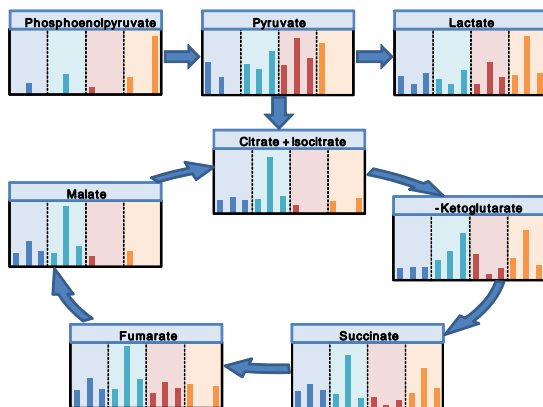 Phosphoenolpyruvate
Pyruvate
Lactate
Citrate + Isocitrate
Malate
-Ketoglutarate
Fumarate
Succinate